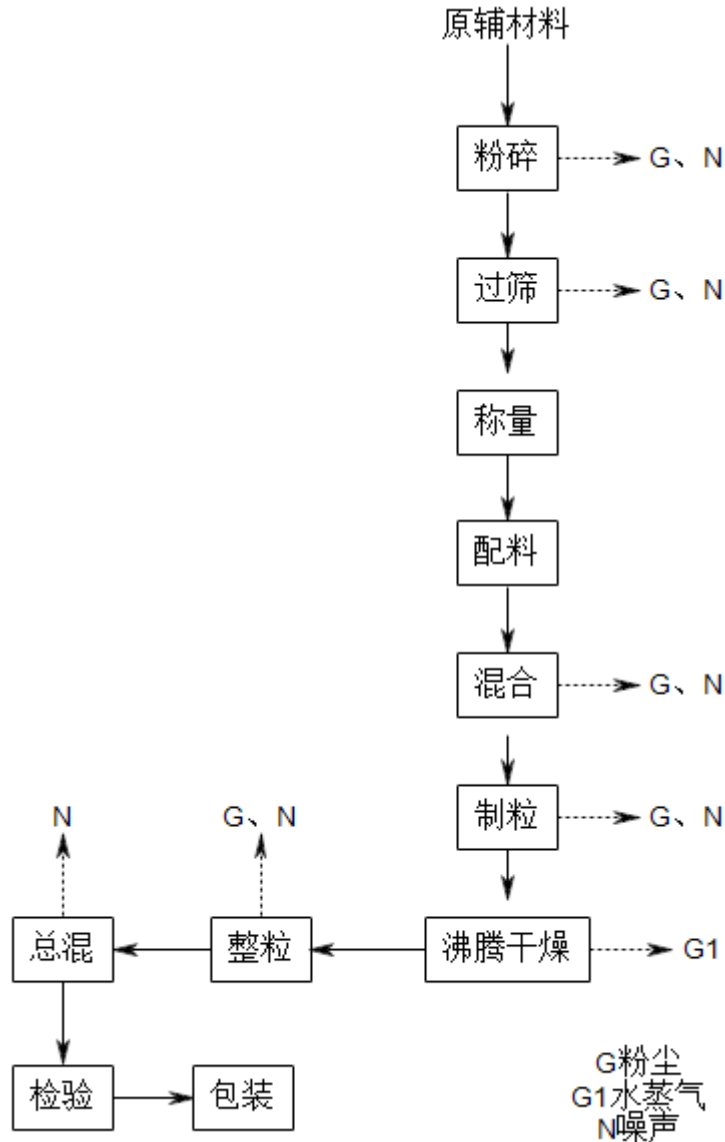 原辅材料
粉碎
G、N
过筛
G、N
称量
配料
混合
G、N
制粒
G、N
N
G、N
总混
整粒
沸腾干燥
G1
检验
包装
G粉尘
G1水蒸气
N噪声